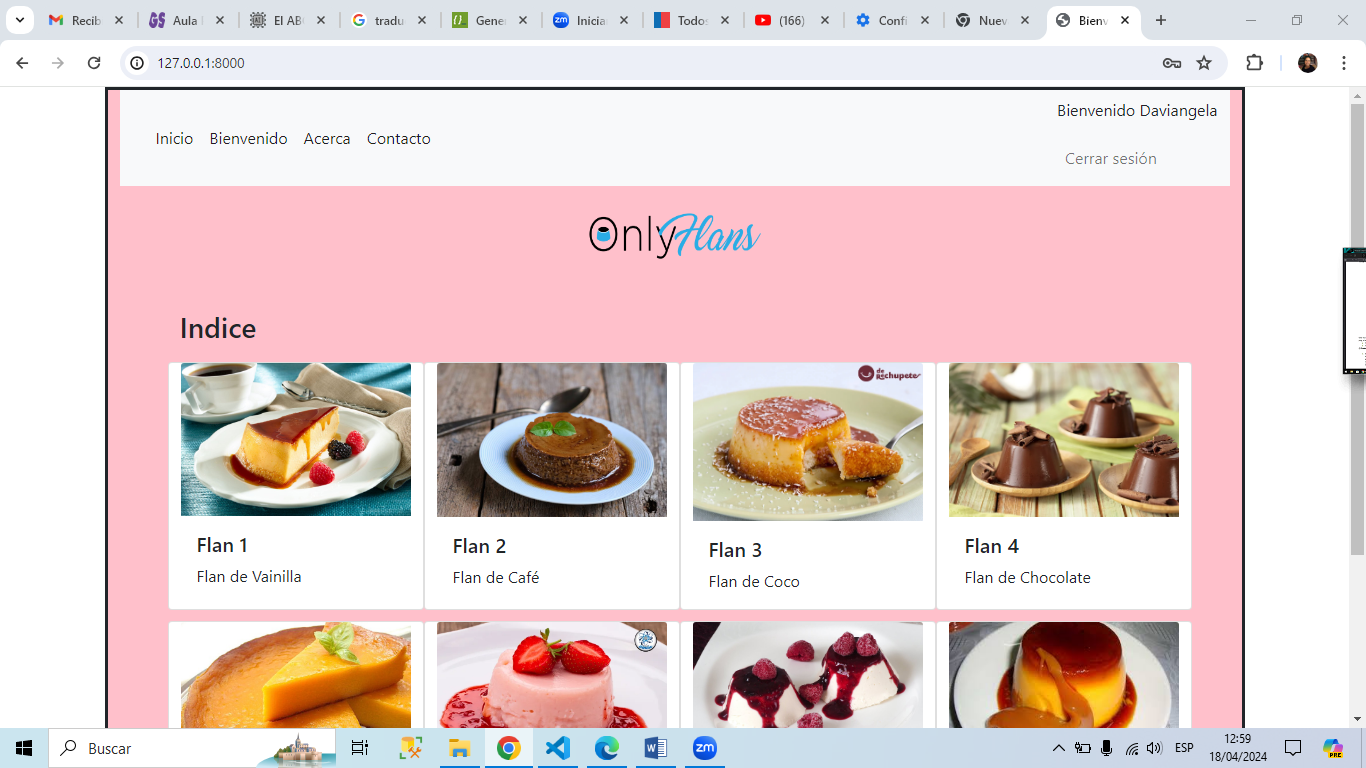 Recib
Aula
El AB
tradu
Gener
Inicia
Todos
(166)
Confi
Nuev
Bienv
127.0.0.1:8000
Bienvenido Daviangela
Inicio Bienvenido Acerca Contacto
Cerrar sesión
OnlyFlans
Indice
de Rechupete
Flan 1
Flan de Vainilla
Flan 2
Flan de Café
Flan 3
Flan de Coco
Flan 4
Flan de Chocolate
Buscar
zm
ESP
12:59
18/04/2024
PRE